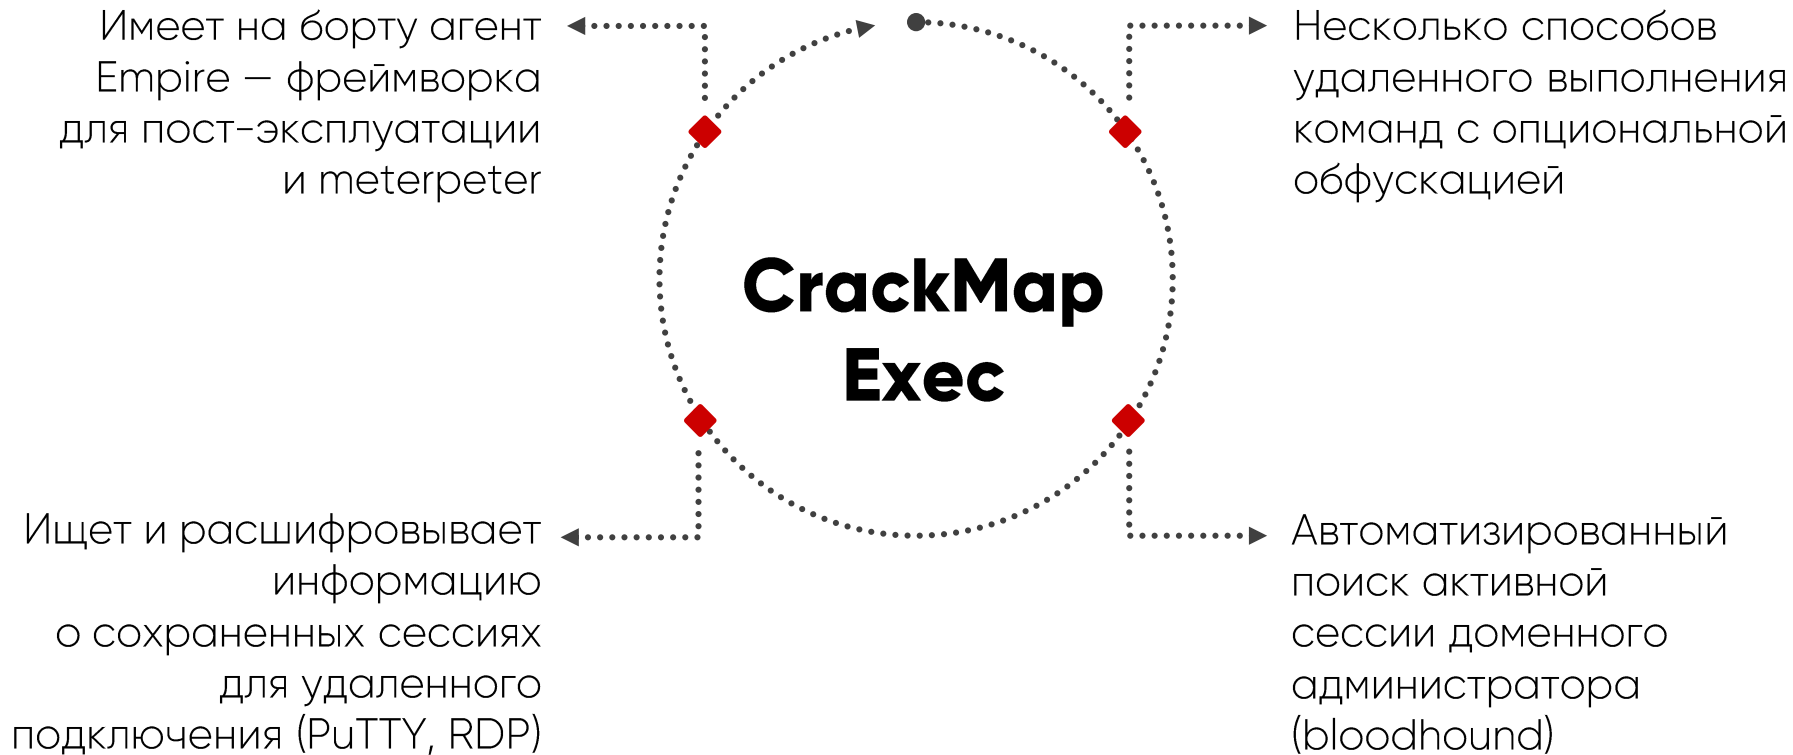 Имеет на борту агент
Empire — фреймворка
для пост-эксплуатации
и meterpeter
Несколько способов
удаленного выполнения
команд с опциональной
обфускацией
CrackMap
Exec
Ищет и расшифровывает
информацию
о сохраненных сессиях
для удаленного
подключения (PuTTY, RDP)
Автоматизированный
поиск активной
сессии доменного
администратора
(bloodhound)